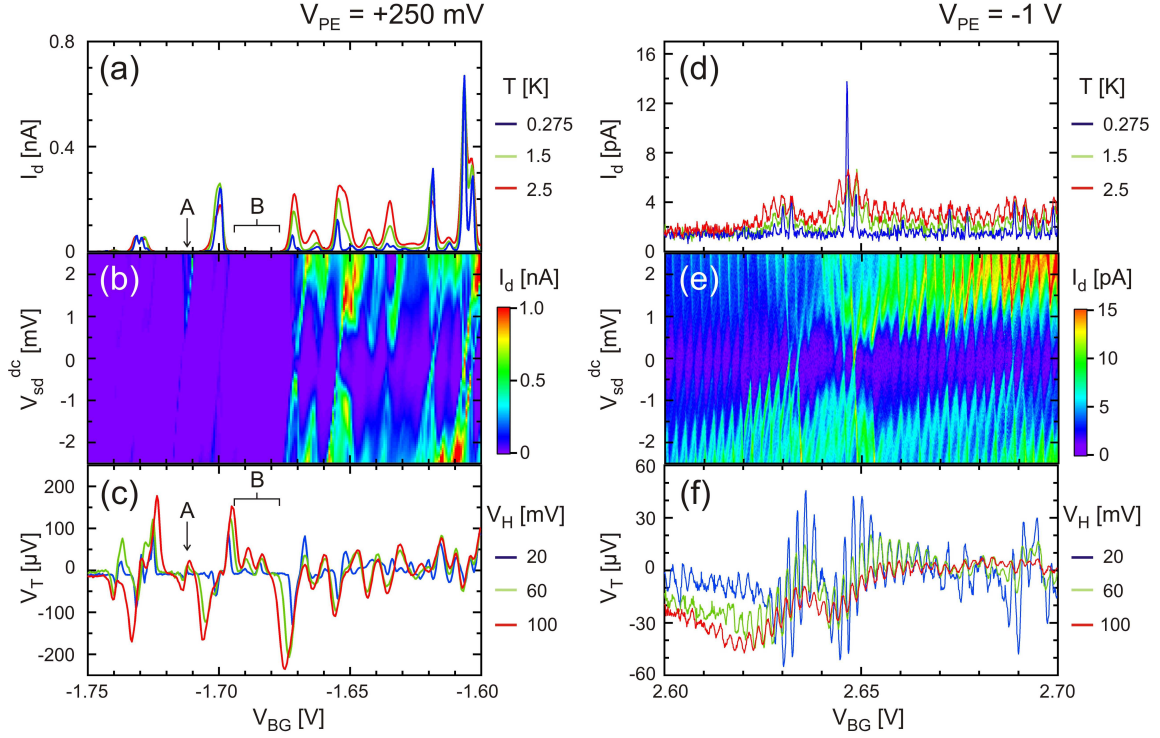 V_PE = +250 mV
V_PE = -1 V
(a)
0.8
0.4
0
I_d [nA]
A
B
T [K]
0.275
1.5
2.5
(d)
16
12
8
4
0
I_d [pA]
T [K]
0.275
1.5
2.5
(b)
2
1
0
-1
-2
V_sd^dc [mV]
I_d [nA]
1.0
0.5
0
(e)
2
1
0
-1
-2
V_sd^dc [mV]
I_d [pA]
15
10
5
0
(c)
200
100
0
-100
-200
V_T [µV]
A
B
V_H [mV]
20
60
100
-1.75
-1.70
-1.65
-1.60
V_BG [V]
(f)
60
30
0
-30
-60
V_T [µV]
V_H [mV]
20
60
100
2.60
2.65
2.70
V_BG [V]